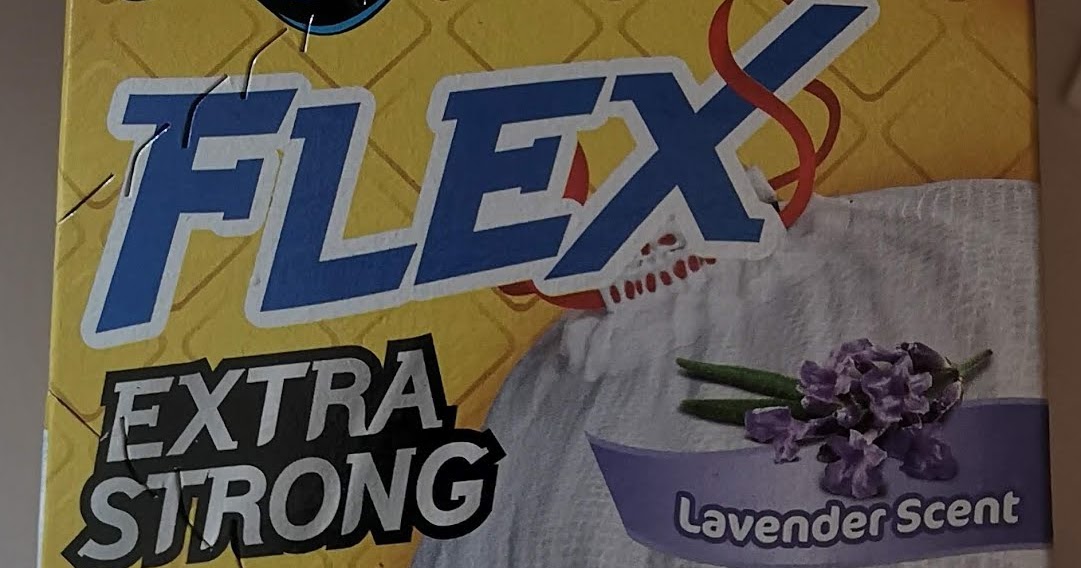 FLEX
EXTRA
STRONG
Lavender Scent